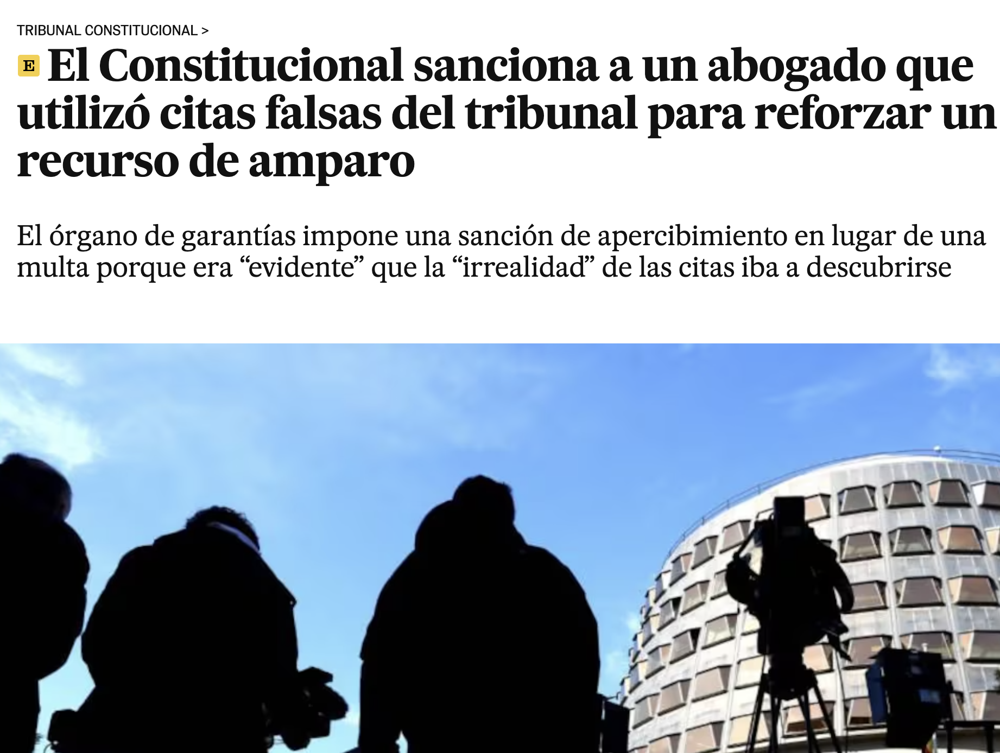 TRIBUNAL CONSTITUCIONAL >
E El Constitucional sanciona a un abogado que
utilizó citas falsas del tribunal para reforzar un
recurso de amparo
El órgano de garantías impone una sanción de apercibimiento en lugar de una
multa porque era “evidente” que la “irrealidad” de las citas iba a descubrirse